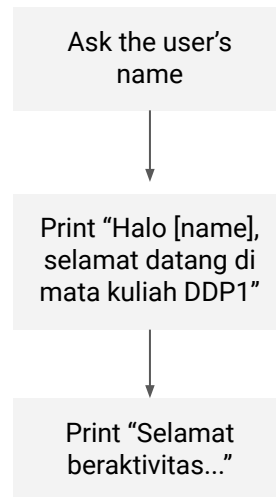 Ask the user’s
name
Print “Halo [name],
selamat datang di
mata kuliah DDP1”
Print “Selamat
beraktivitas...”